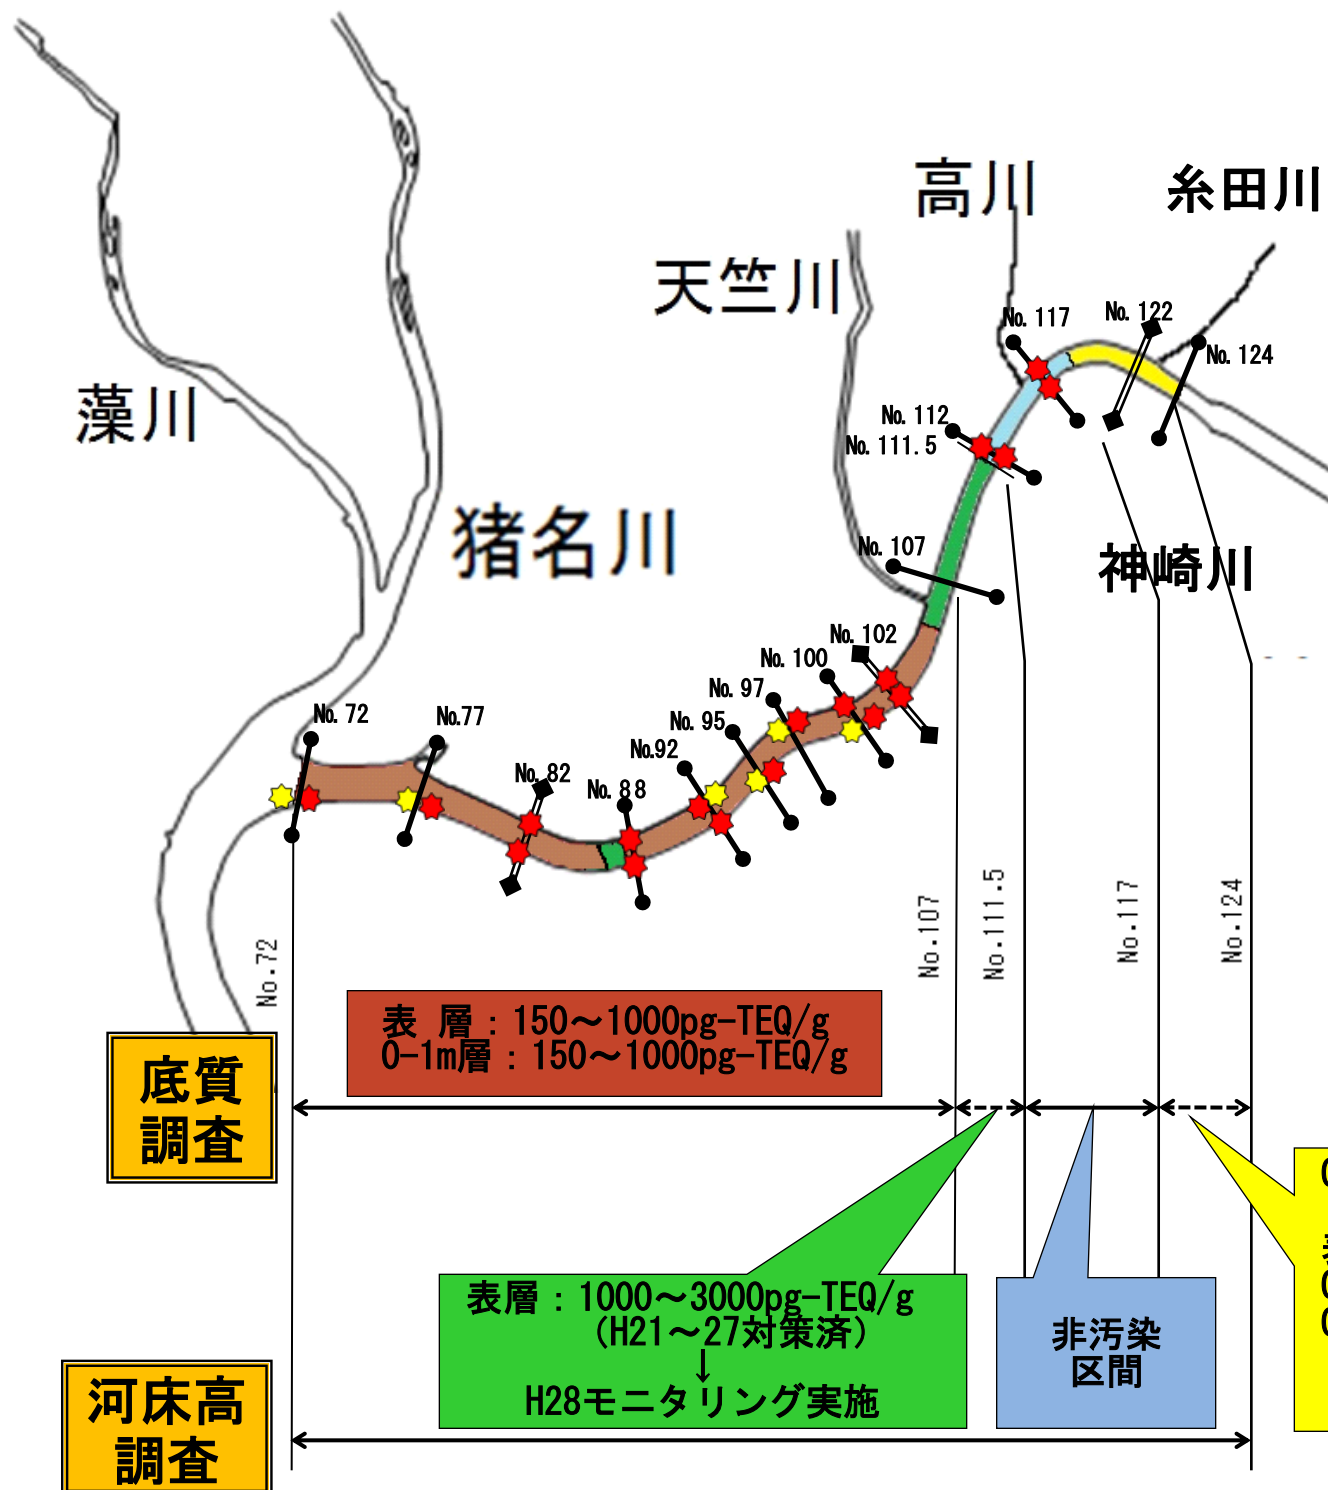 高川
糸田川
天竺川
No. 117
No. 122
No. 124
藻川
No. 112
No. 111.5
猪名川
No. 107
神崎川
No. 102
No. 100
No. 97
No. 95
No. 72
No.77
No.92
No. 82
No. 88
No.72
No.107
No.111.5
No.117
No.124
表 層：150～1000pg-TEQ/g
0-1m層：150～1000pg-TEQ/g
底質
調査
表層：1000～3000pg-TEQ/g
（H21～27対策済）
↓
H28モニタリング実施
非汚染
区間
河床高
調査